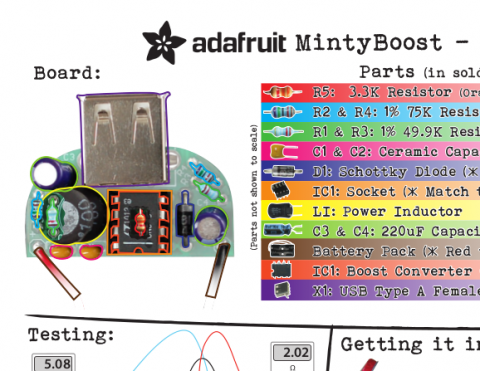 adafruit MintyBoost -
Board:
Parts (in sold
(Parts not shown to scale)
R5: 3.3K Resistor (Or
R2 & R4: 1% 75K Resis
R1 & R3: 1% 49.9K Resi
C1 & C2: Ceramic Capa
D1: Schottky Diode (*
IC1: Socket (* Match t
LI: Power Inductor
C3 & C4: 220uF Capaci
Battery Pack (* Red
IC1: Boost Converter
X1: USB Type A Female
Testing:
Getting it i
5.08
2.02
Ω